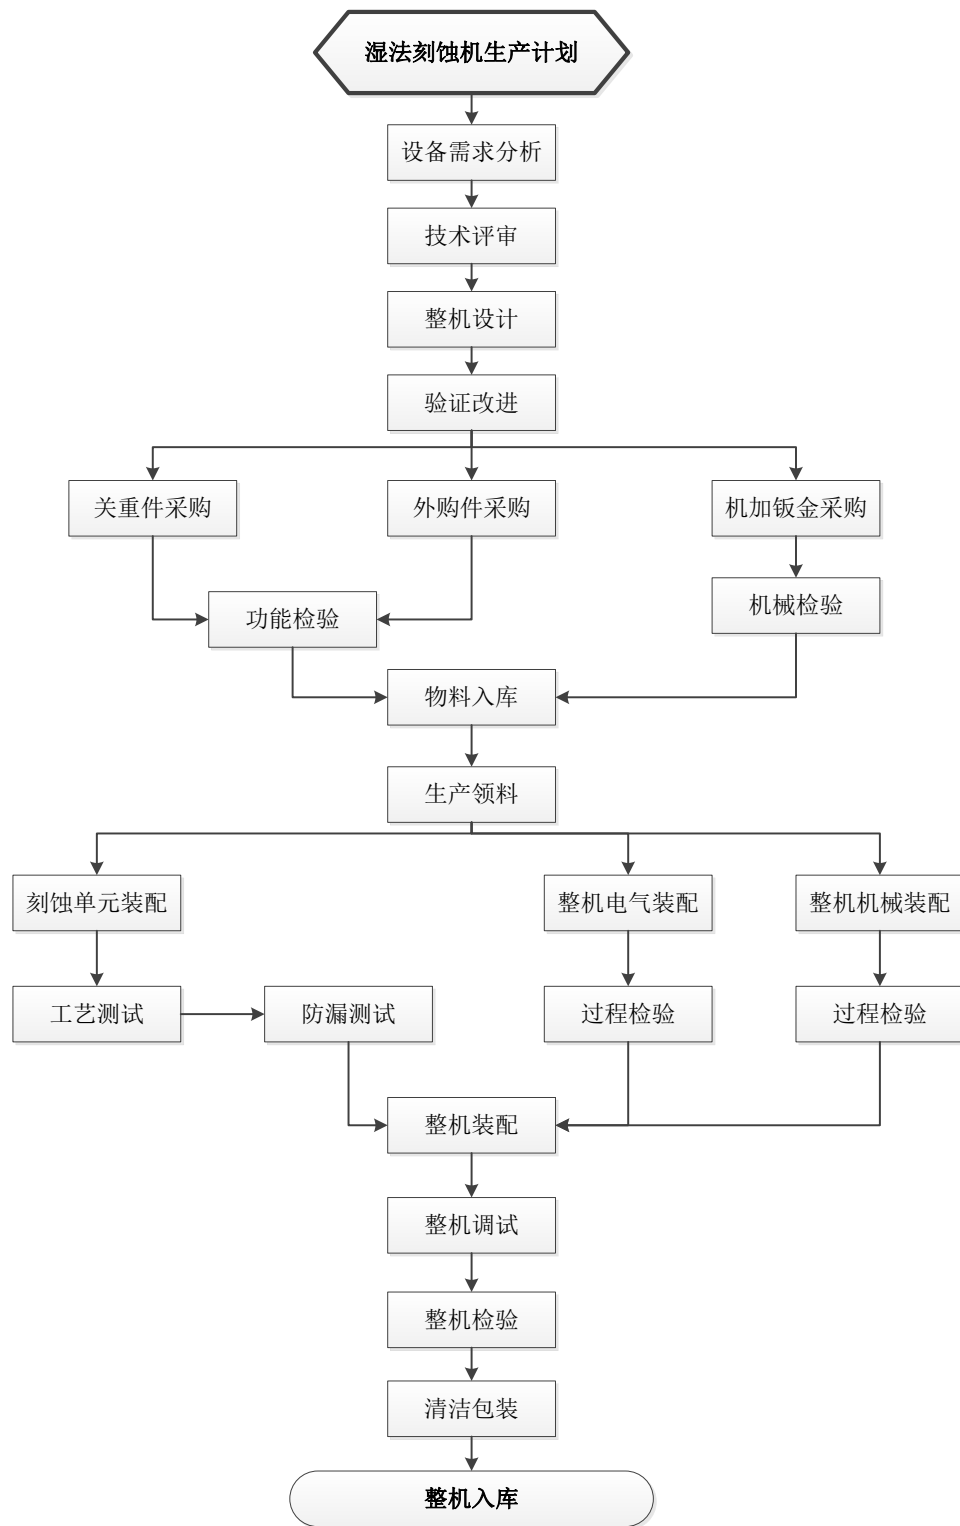 湿法刻蚀机生产计划
设备需求分析
技术评审
整机设计
验证改进
关重件采购
外购件采购
机加钣金采购
功能检验
机械检验
物料入库
生产领料
刻蚀单元装配
整机电气装配
整机机械装配
工艺测试
防漏测试
过程检验
过程检验
整机装配
整机调试
整机检验
清洁包装
整机入库